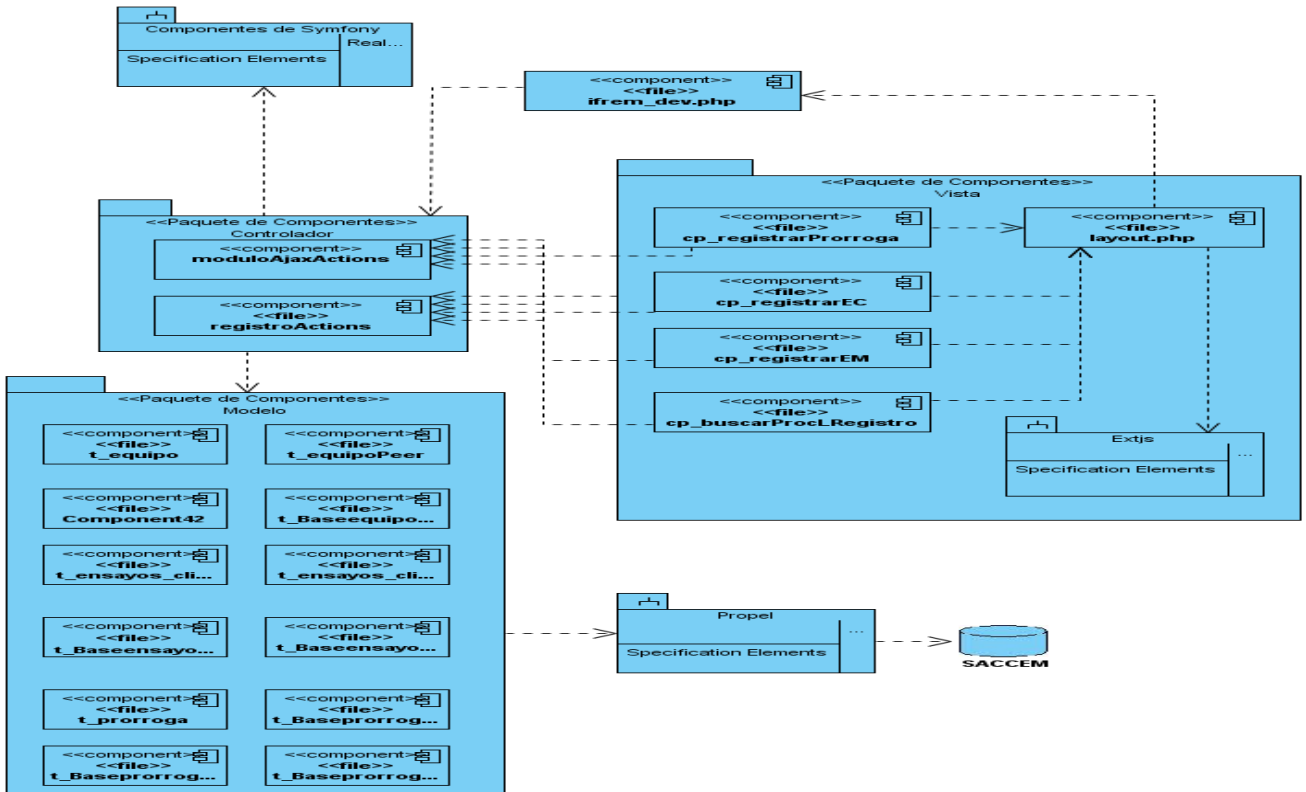 Componentes de Symfony
Real...
Specification Elements
<<component>>
<<file>>
ifrem_dev.php
<<Paquete de Componentes>>
Controlador
<<component>>
moduloAjaxActions
<<component>>
<<file>>
registroActions
<<Paquete de Componentes>>
Vista
<<component>>
<<file>>
cp_registrarProrroga
<<component>>
<<file>>
layout.php
<<component>>
<<file>>
cp_registrarEC
<<component>>
<<file>>
cp_registrarEM
<<component>>
<<file>>
cp_buscarProcLRegistro
Extjs
...
Specification Elements
<<Paquete de Componentes>>
Modelo
<<component>>
<<file>>
t_equipo
<<component>>
<<file>>
t_equipoPeer
<<component>>
<<file>>
Component42
<<component>>
<<file>>
t_Baseequipo...
<<component>>
<<file>>
t_ensayos_cli...
<<component>>
<<file>>
t_ensayos_cli...
<<component>>
<<file>>
t_Baseensayo...
<<component>>
<<file>>
t_Baseensayo...
<<component>>
<<file>>
t_prorroga
<<component>>
<<file>>
t_Baseprorrog...
<<component>>
<<file>>
t_Baseprorrog...
<<component>>
<<file>>
t_Baseprorrog...
Propel
...
Specification Elements
SACCEM